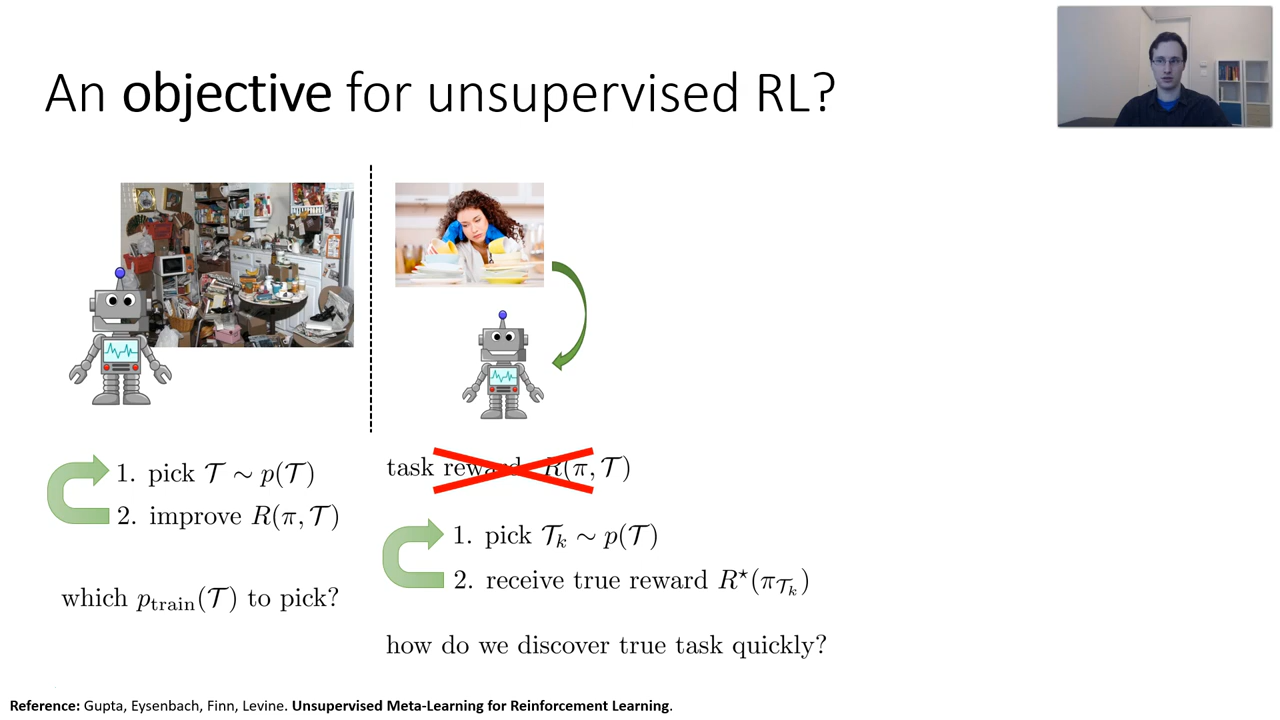 An objective for unsupervised RL?
1. pick 𝒯 ∼ p(𝒯)
2. improve R(π, 𝒯)
which p_train(𝒯) to pick?
task reward: R(π, 𝒯)
1. pick 𝒯_k ∼ p(𝒯)
2. receive true reward R⋆(π_𝒯_k)
how do we discover true task quickly?
Reference: Gupta, Eysenbach, Finn, Levine. Unsupervised Meta-Learning for Reinforcement Learning.